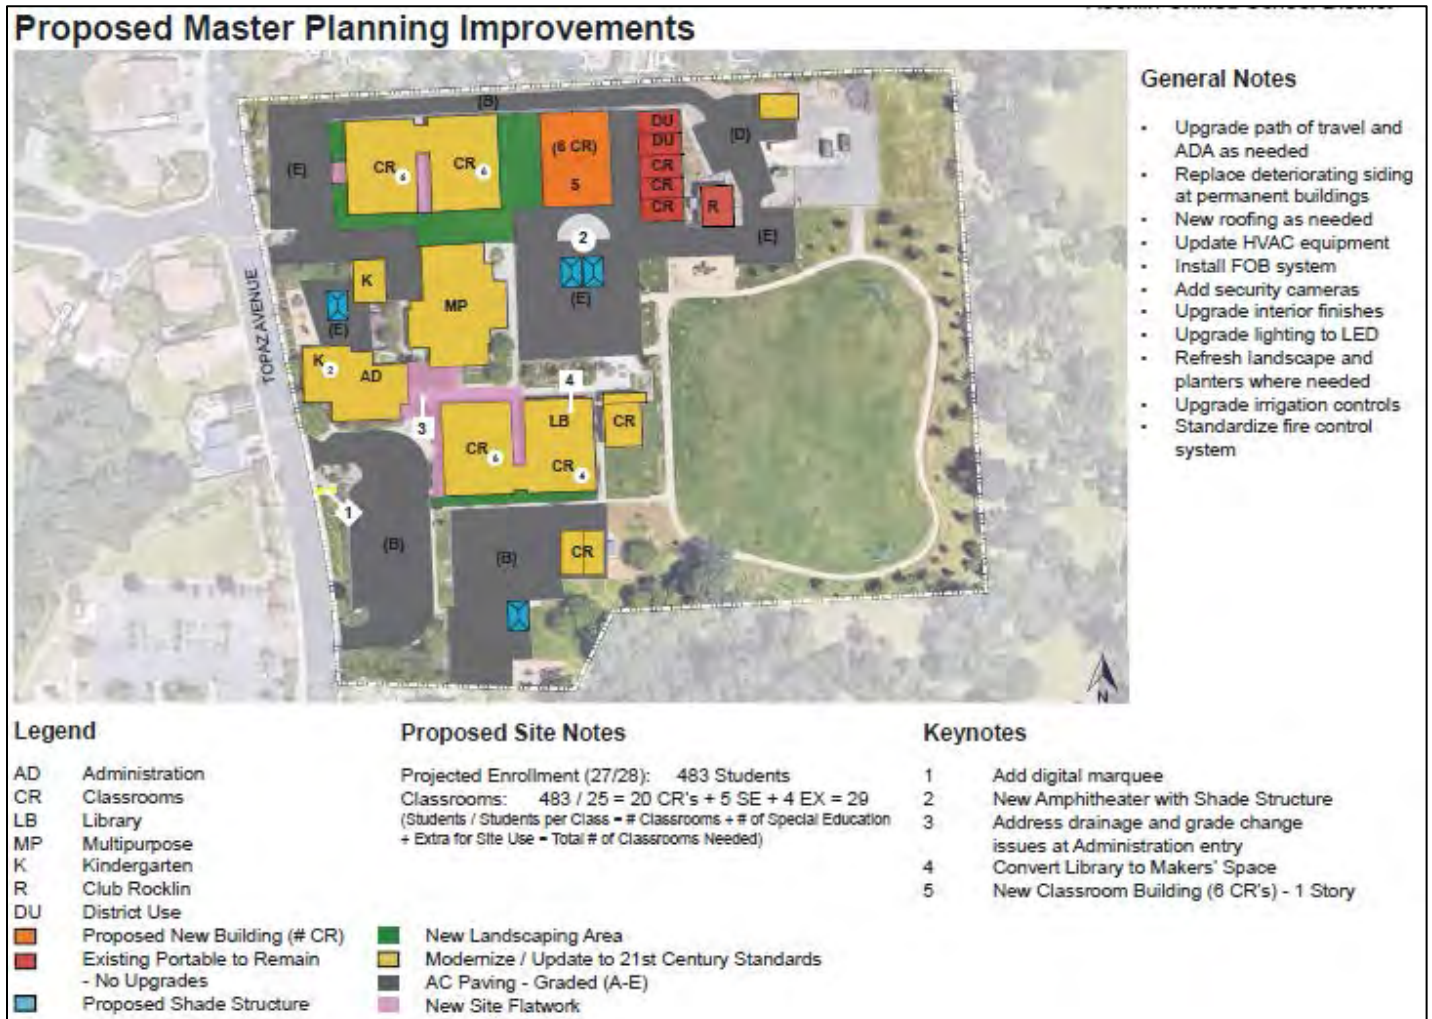 Proposed Master Planning Improvements
General Notes
• Upgrade path of travel and
ADA as needed
• Replace deteriorating siding
at permanent buildings
• New roofing as needed
• Update HVAC equipment
• Install FOB system
• Add security cameras
• Upgrade interior finishes
• Upgrade lighting to LED
• Refresh landscape and
planters where needed
• Upgrade irrigation controls
• Standardize fire control
system
(B)
(E)
CR 6
CR 6
(6 CR)
5
DU
DU
CR
CR
CR
R
(D)
(E)
2
(E)
K
MP
(E)
K 2
AD
TOPAZ AVENUE
3
4
LB
CR
CR 6
CR 4
1
(B)
(B)
CR
N
Legend
AD Administration
CR Classrooms
LB Library
MP Multipurpose
K Kindergarten
R Club Rocklin
DU District Use
Proposed New Building (# CR)
Existing Portable to Remain
- No Upgrades
Proposed Shade Structure
New Landscaping Area
Modernize / Update to 21st Century Standards
AC Paving - Graded (A-E)
New Site Flatwork
Proposed Site Notes
Projected Enrollment (27/28): 483 Students
Classrooms: 483 / 25 = 20 CR's + 5 SE + 4 EX = 29
(Students / Students per Class = # Classrooms + # of Special Education
+ Extra for Site Use = Total # of Classrooms Needed)
Keynotes
1 Add digital marquee
2 New Amphitheater with Shade Structure
3 Address drainage and grade change
issues at Administration entry
4 Convert Library to Makers' Space
5 New Classroom Building (6 CR's) - 1 Story